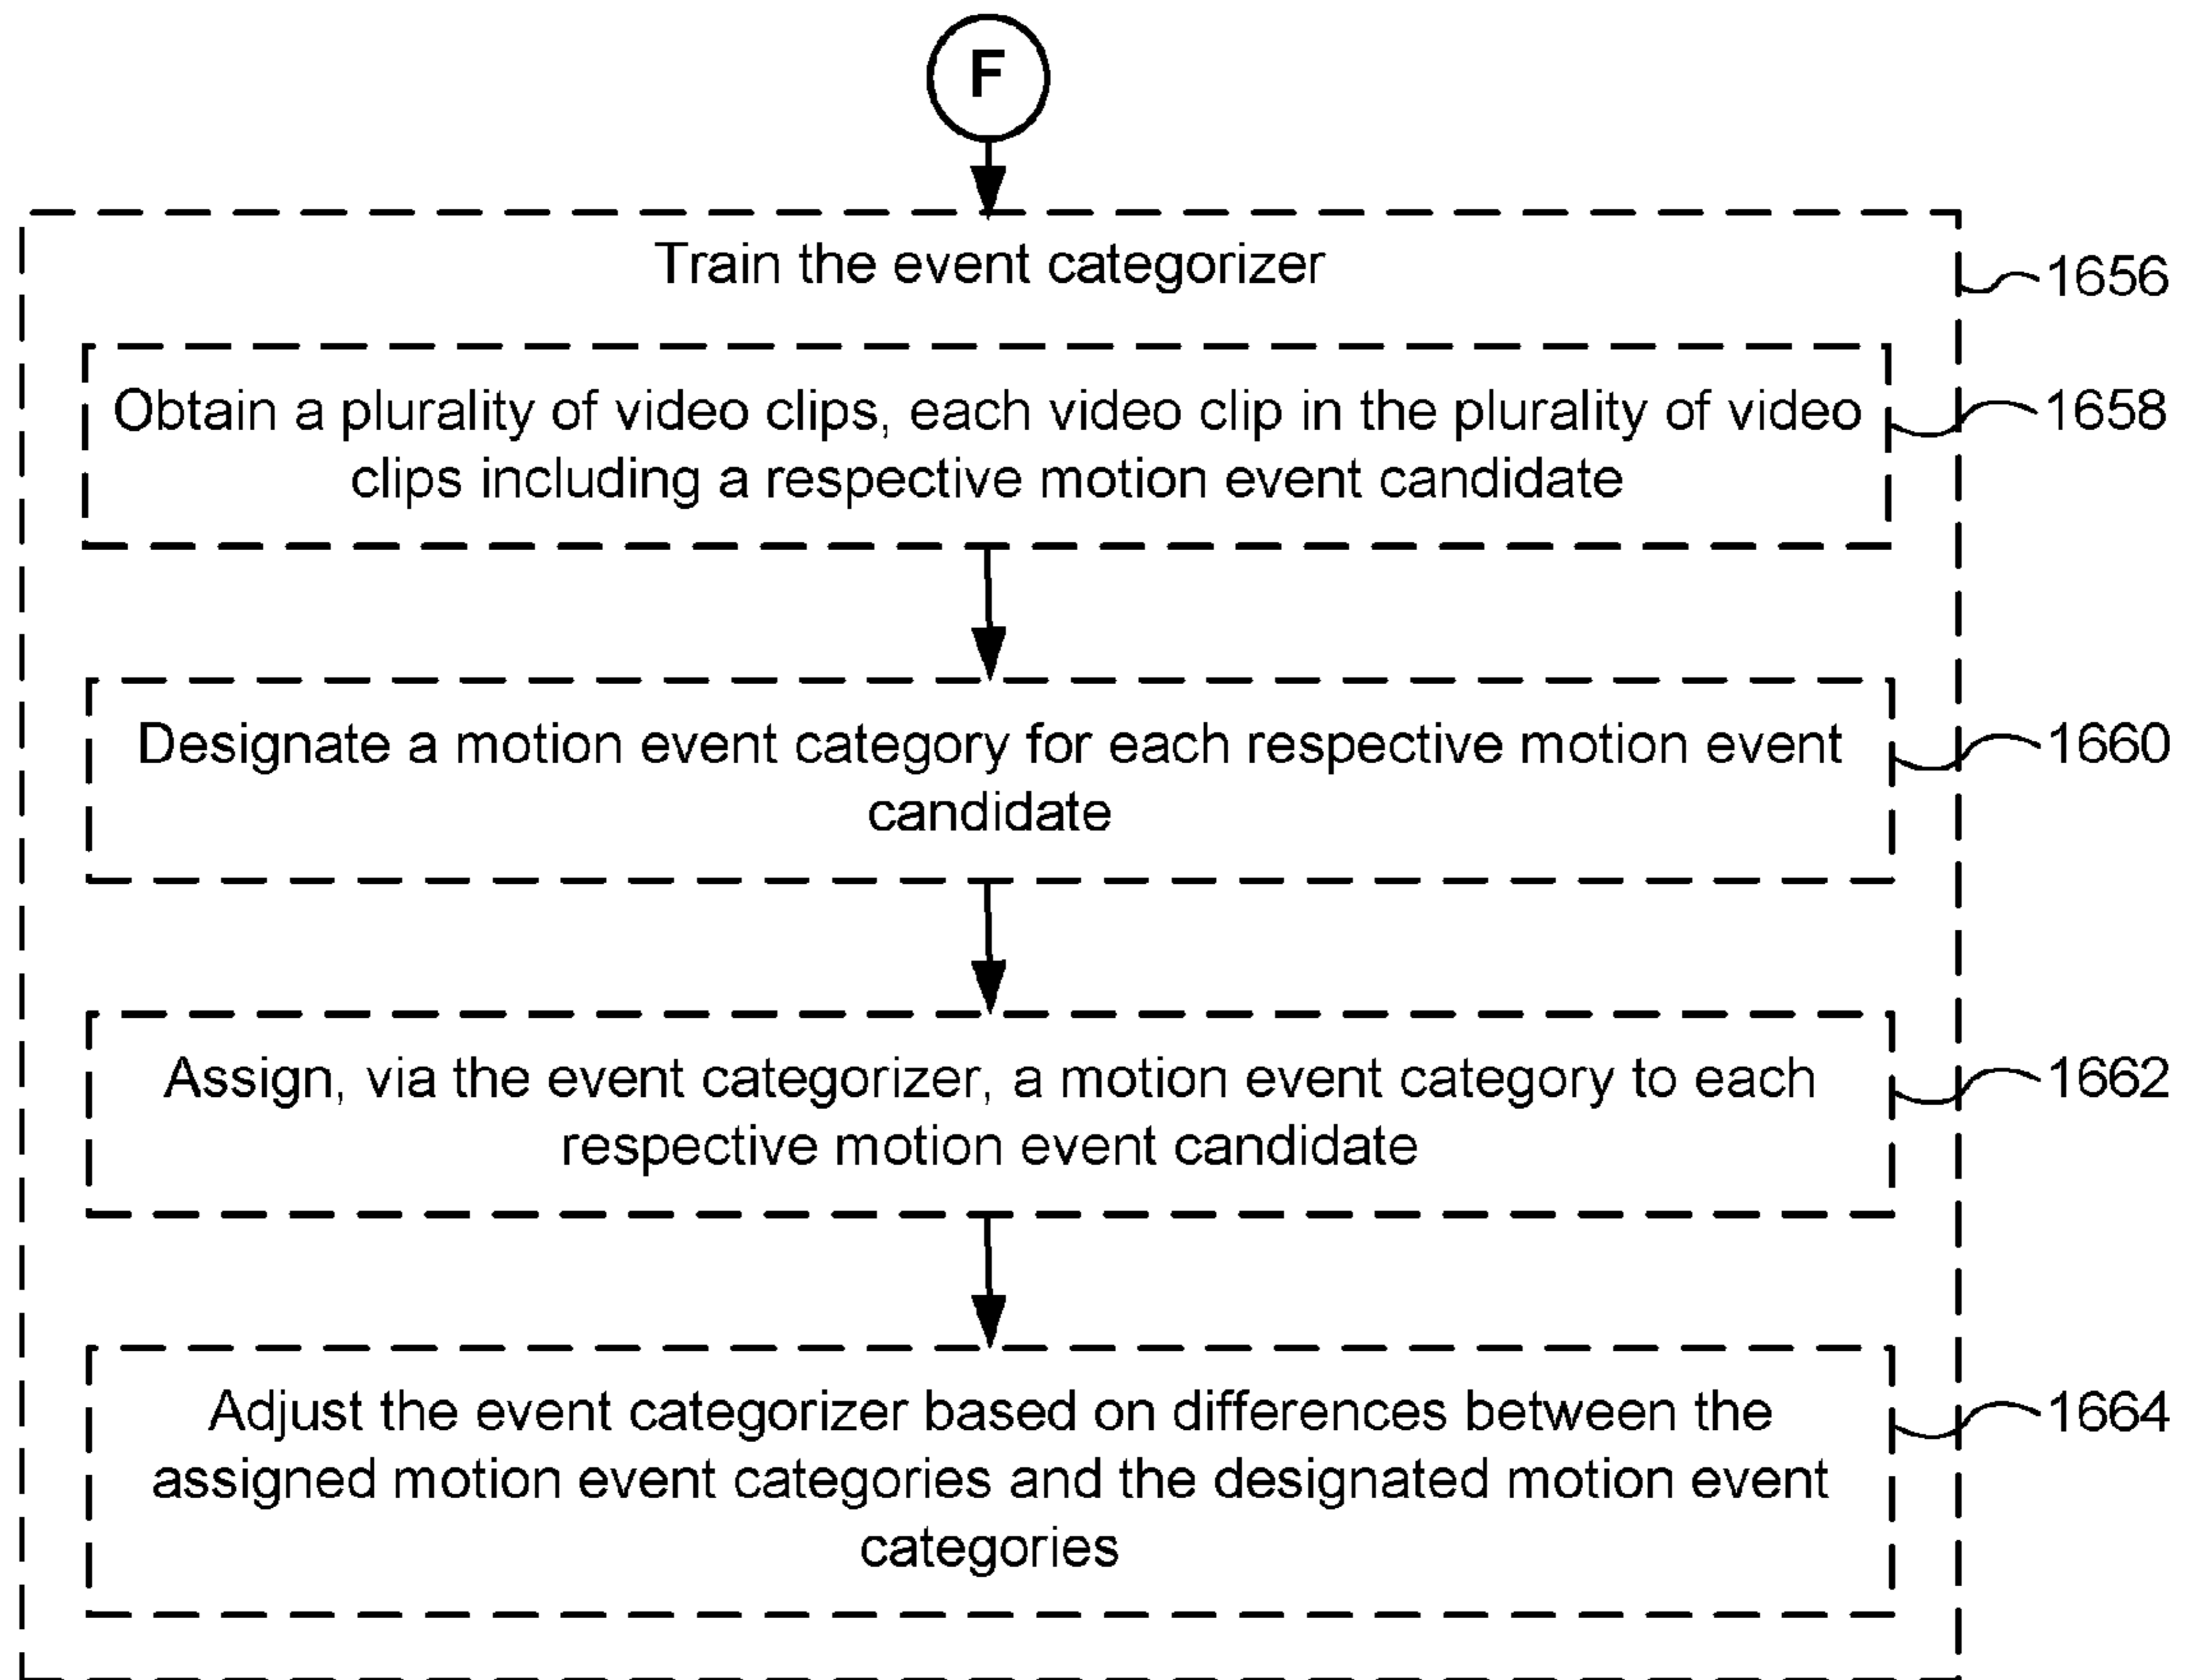 F
Train the event categorizer
1656
Obtain a plurality of video clips, each video clip in the plurality of video
clips including a respective motion event candidate
1658
Designate a motion event category for each respective motion event
candidate
1660
Assign, via the event categorizer, a motion event category to each
respective motion event candidate
1662
Adjust the event categorizer based on differences between the
assigned motion event categories and the designated motion event
categories
1664